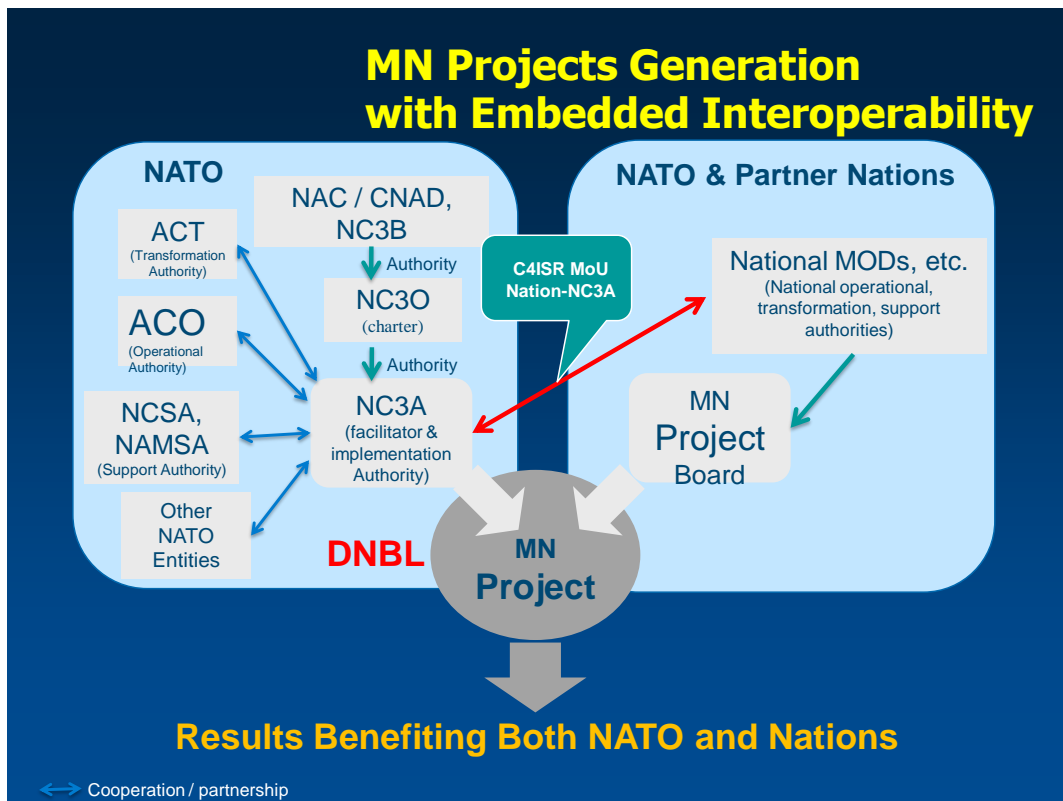 MN Projects Generation
with Embedded Interoperability
NATO
NAC / CNAD,
NC3B
ACT
(Transformation
Authority)
Authority
NC3O
(charter)
ACO
(Operational
Authority)
Authority
NC3A
(facilitator &
implementation
Authority)
NCSA,
NAMSA
(Support Authority)
Other
NATO
Entities
DNBL
C4ISR MoU
Nation-NC3A
NATO & Partner Nations
National MODs, etc.
(National operational,
transformation, support
authorities)
MN
Project
Board
MN
Project
Results Benefiting Both NATO and Nations
Cooperation / partnership